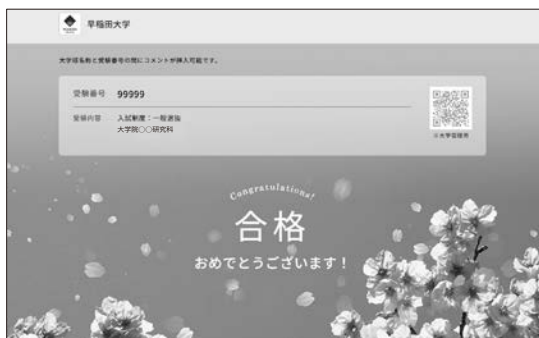 早稲田大学
大学様名称と受験番号の間にコメントが挿入可能です。
受験番号 99999
受験内容 入試制度：一般選抜
大学院○○研究科
※大学管理用
Congratulations!
合格
おめでとうございます！